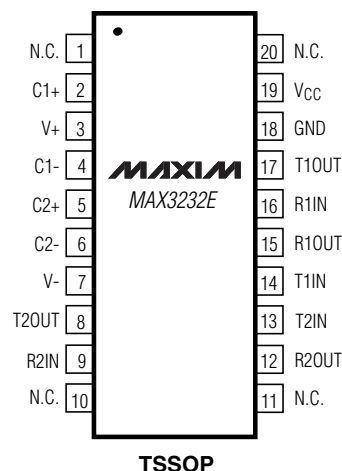 N.C. 1 20 N.C.
C1+ 2 19 VCC
V+ 3 18 GND
C1- 4 MAXIM 17 T1OUT
C2+ 5 MAX3232E 16 R1IN
C2- 6 15 R1OUT
V- 7 14 T1IN
T2OUT 8 13 T2IN
R2IN 9 12 R2OUT
N.C. 10 11 N.C.
TSSOP